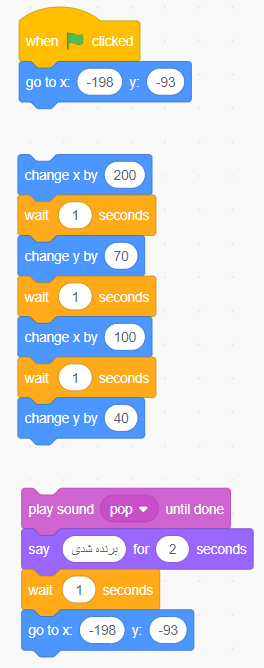 when clicked
go to x: -198 y: -93
change x by 200
wait 1 seconds
change y by 70
wait 1 seconds
change x by 100
wait 1 seconds
change y by 40
play sound pop until done
say برنده شدی for 2 seconds
wait 1 seconds
go to x: -198 y: -93